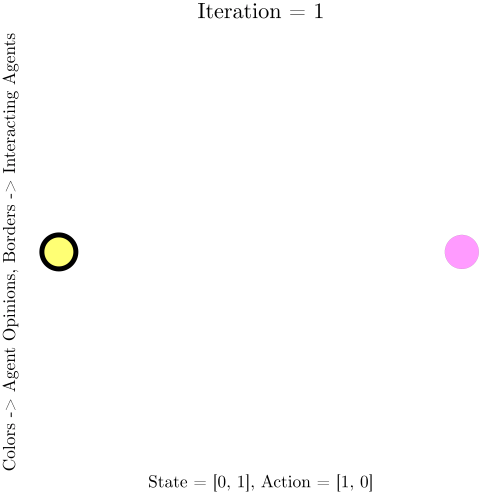 Iteration = 1
Colors -> Agent Opinions, Borders -> Interacting Agents
State = [0, 1], Action = [1, 0]